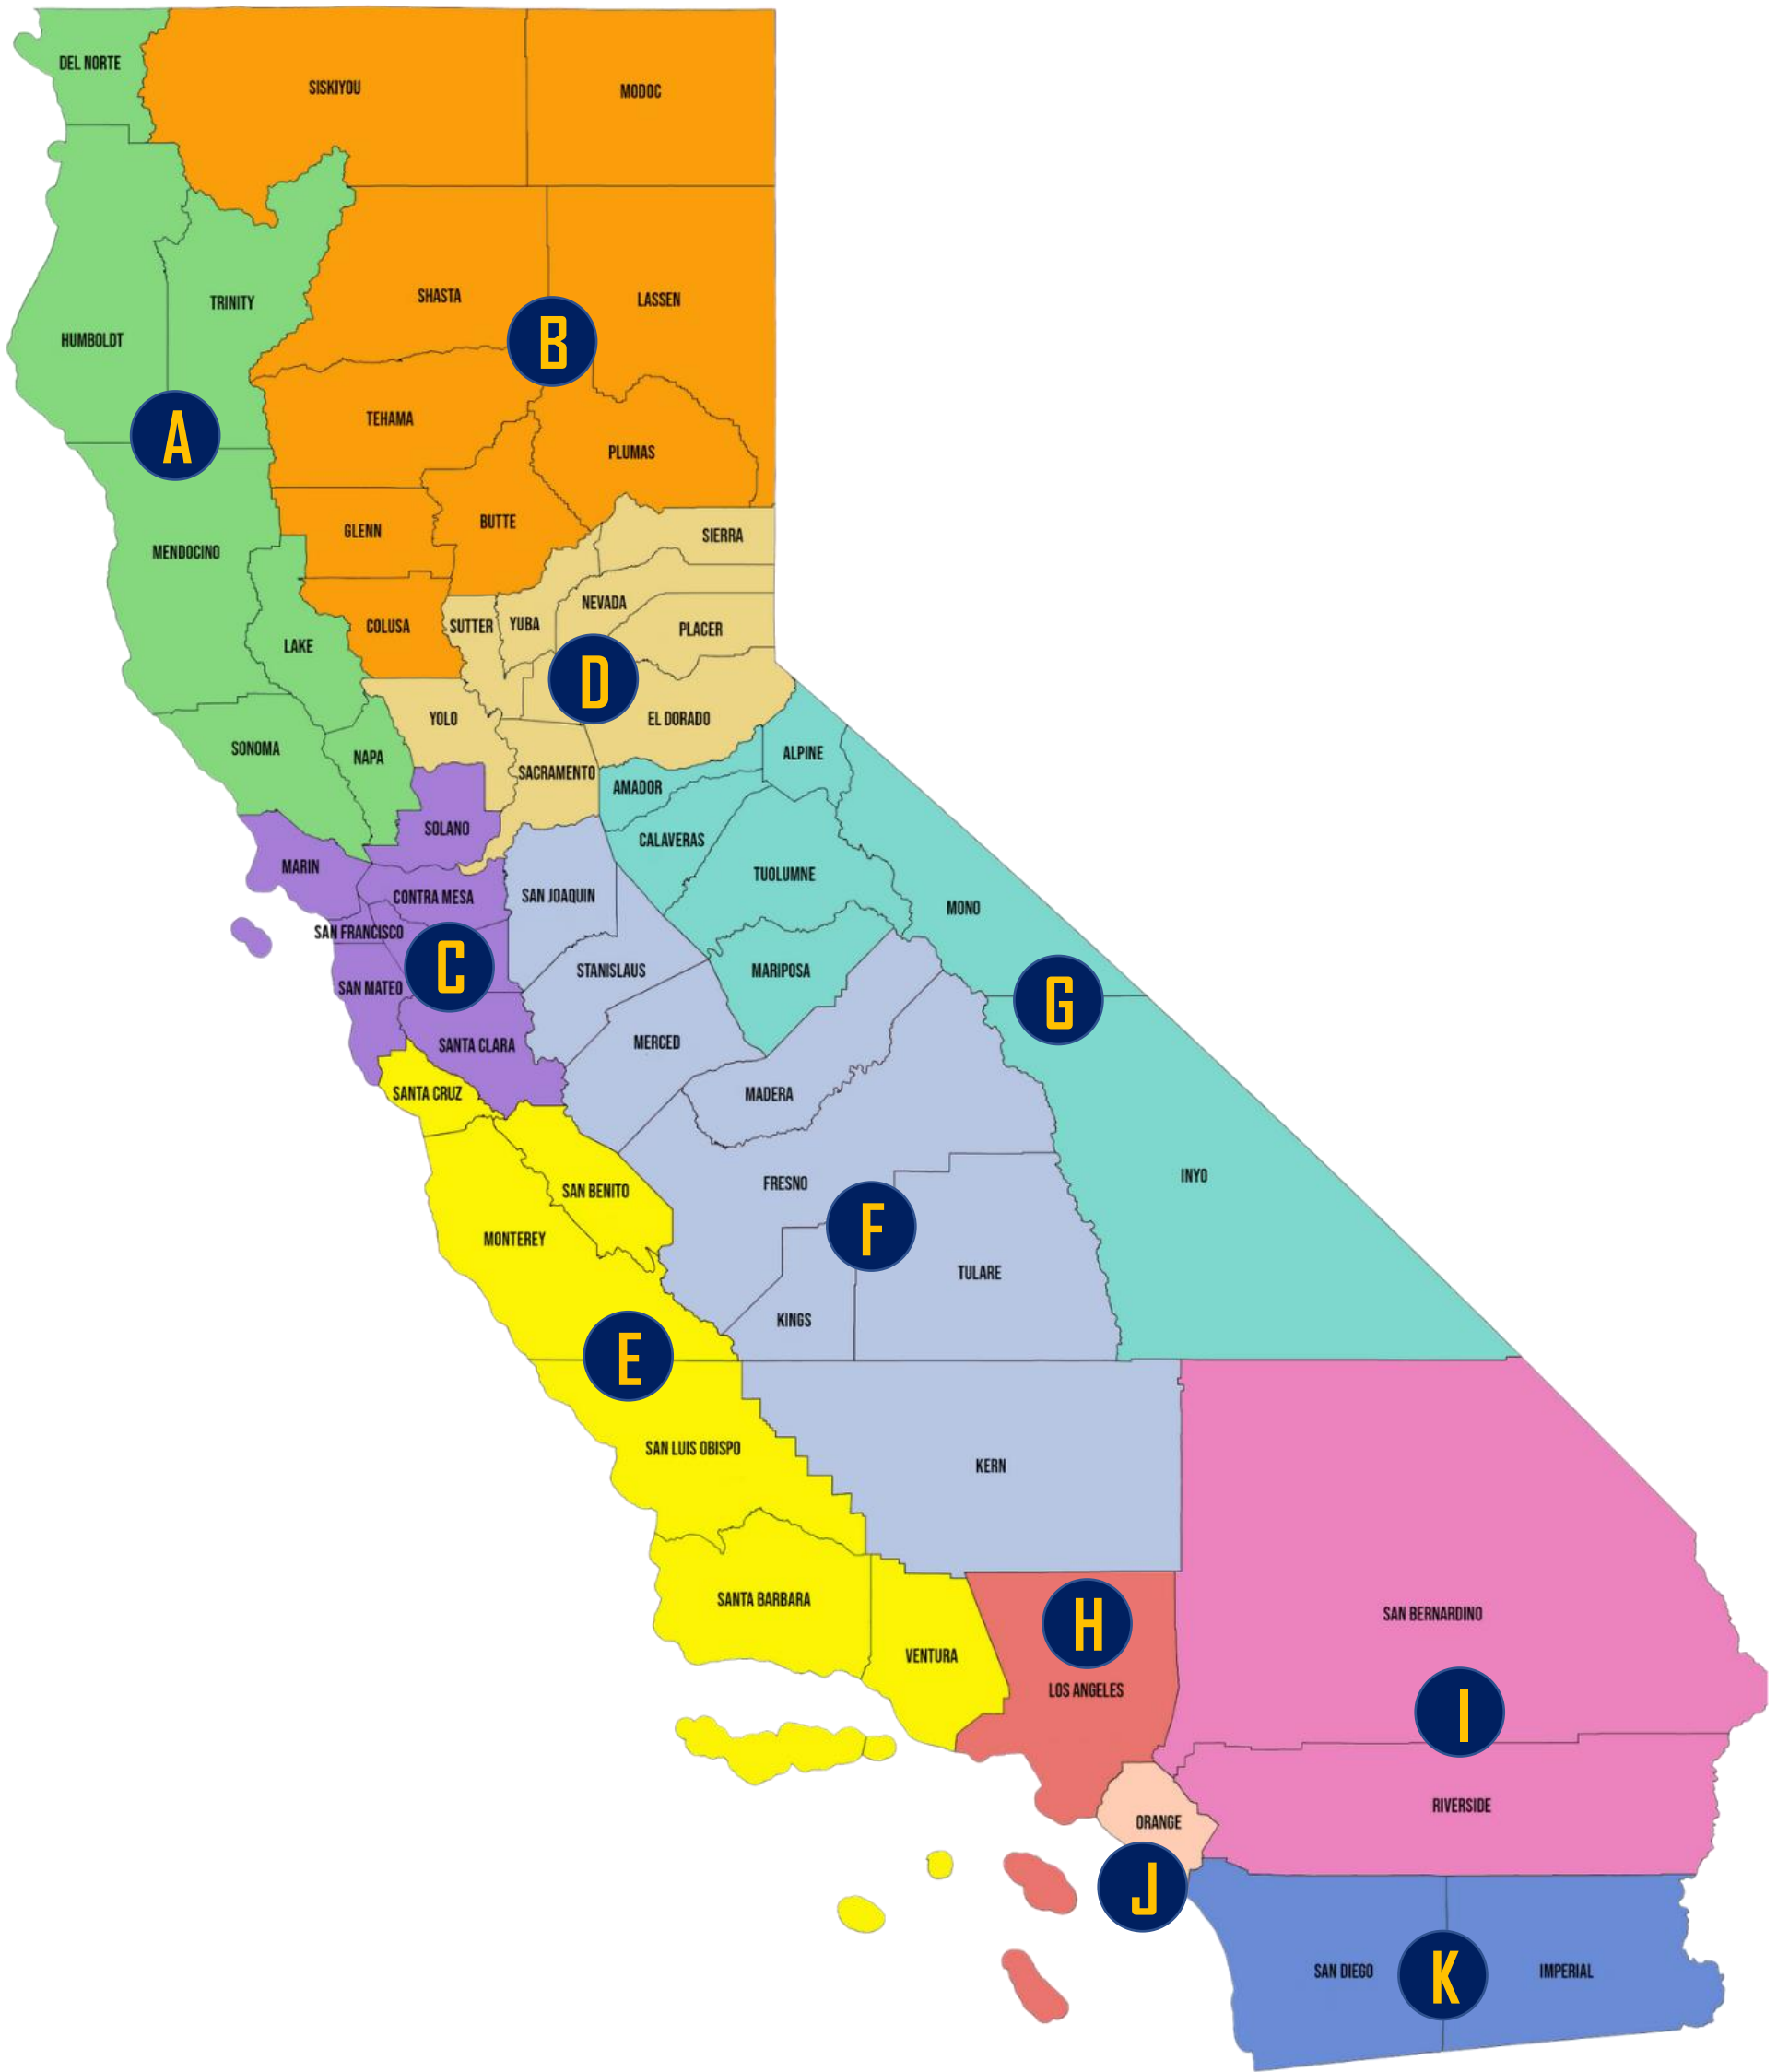 DEL NORTE
SISKIYOU
MODOC
SHASTA
LASSEN
TRINITY
HUMBOLDT
B
A
TEHAMA
PLUMAS
BUTTE
GLENN
SIERRA
MENDOCINO
NEVADA
YUBA
SUTTER
COLUSA
PLACER
LAKE
D
YOLO
EL DORADO
SONOMA
NAPA
ALPINE
SACRAMENTO
AMADOR
SOLANO
CALAVERAS
MARIN
TUOLUMNE
CONTRA MESA
SAN JOAQUIN
MONO
SAN FRANCISCO
C
STANISLAUS
MARIPOSA
SAN MATEO
G
SANTA CLARA
MERCED
SANTA CRUZ
MADERA
INYO
FRESNO
SAN BENITO
F
MONTEREY
TULARE
KINGS
E
SAN LUIS OBISPO
KERN
SANTA BARBARA
SAN BERNARDINO
H
VENTURA
LOS ANGELES
I
RIVERSIDE
ORANGE
J
SAN DIEGO
K
IMPERIAL